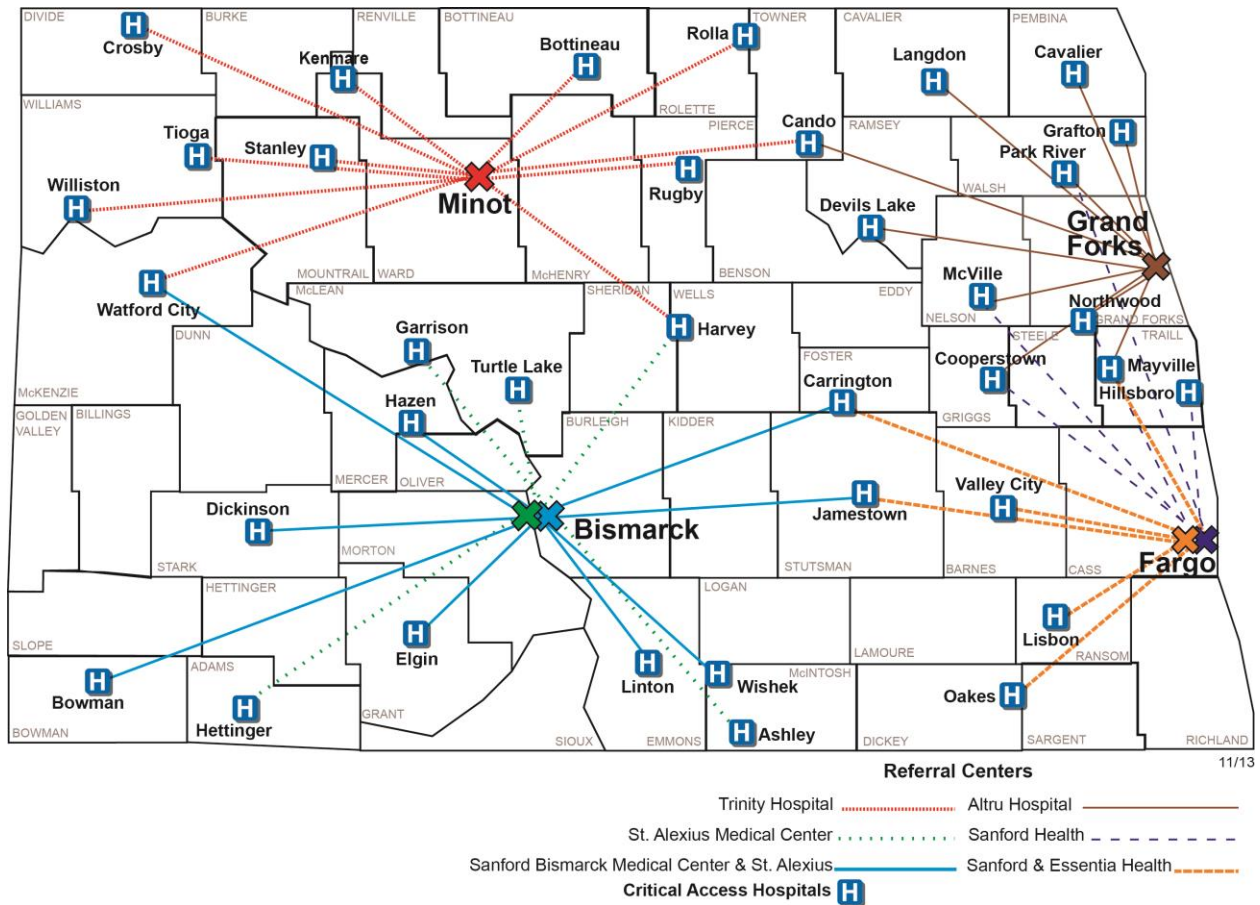 DIVIDE
BURKE
RENVILLE
BOTTINEAU
TOWNER
CAVALIER
PEMBINA
H
Crosby
Kenmare
H
Bottineau
H
Rolla
H
Langdon
H
Cavalier
H
WILLIAMS
ROLETTE
PIERCE
Cando
H
RAMSEY
Grafton
H
Tioga
H
Stanley
H
Park River
H
WALSH
Minot
H
Rugby
Williston
H
Devils Lake
H
Grand
Forks
MOUNTRAIL
WARD
McHENRY
BENSON
H
Watford City
McLEAN
SHERIDAN
WELLS
EDDY
McVille
H
NELSON
Northwood
H
GRAND FORKS
DUNN
Garrison
H
H
Harvey
STEELE
TRAILL
FOSTER
Turtle Lake
H
Carrington
H
Cooperstown
H
H
Mayville
Hillsboro
H
McKENZIE
GOLDEN
VALLEY
BILLINGS
Hazen
H
BURLEIGH
KIDDER
GRIGGS
MERCER
OLIVER
Dickinson
H
Bismarck
H
Jamestown
Valley City
H
MORTON
STARK
STUTSMAN
BARNES
CASS
Fargo
HETTINGER
LOGAN
SLOPE
H
Elgin
H
Lisbon
LAMOURE
RANSOM
ADAMS
H
Bowman
H
Linton
H
Wishek
McINTOSH
H
Hettinger
GRANT
Oakes
H
H
Ashley
BOWMAN
SIOUX
EMMONS
DICKEY
SARGENT
RICHLAND
11/13
Referral Centers
Trinity Hospital
Altru Hospital
St. Alexius Medical Center
Sanford Health
Sanford Bismarck Medical Center & St. Alexius
Sanford & Essentia Health
Critical Access Hospitals H